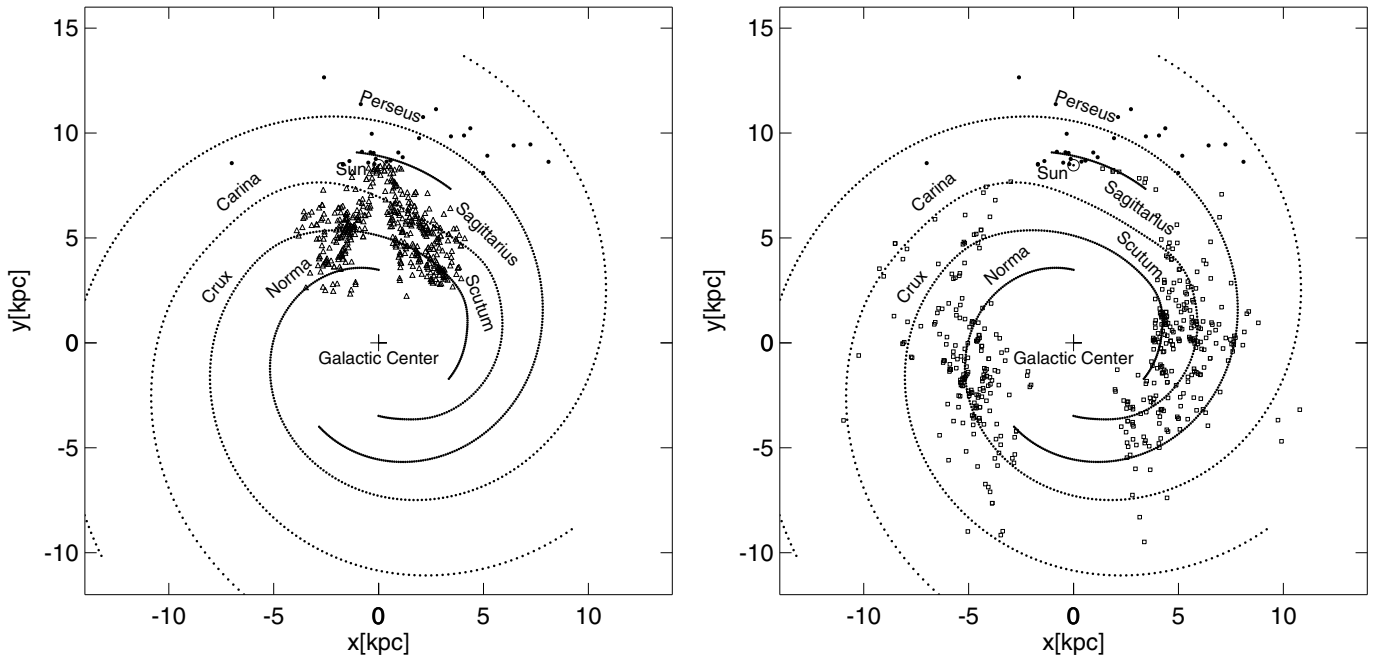 15
10
5
0
-5
-10
y[kpc]
Perseus
Sun
Carina
Sagittarius
Crux
Norma
Scutum
Galactic Center
-10
-5
0
5
10
x[kpc]
15
10
5
0
-5
-10
y[kpc]
Perseus
Sun
Carina
Sagittarius
Scutum
Norma
Crux
Galactic Center
-10
-5
0
5
10
x[kpc]